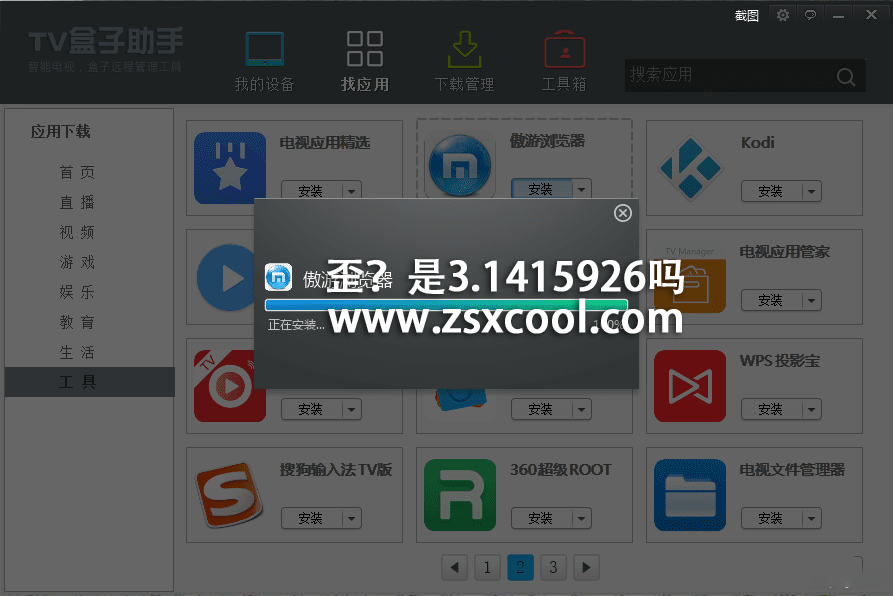 截图
TV盒子助手
智能电视，盒子远程管理工具
我的设备
找应用
下载管理
工具箱
搜索应用
应用下载
首 页
直 播
视 频
游 戏
娱 乐
教 育
生 活
工 具
电视应用精选
安装
傲游浏览器
安装
Kodi
安装
TV Manager
电视应用管家
安装
傲游浏览器
歪？是3.1415926吗
正在安装...
www.zsxcool.com
TV
安装
安装
WPS 投影宝
安装
搜狗输入法TV版
安装
360超级ROOT
安装
电视文件管理器
安装
1
2
3